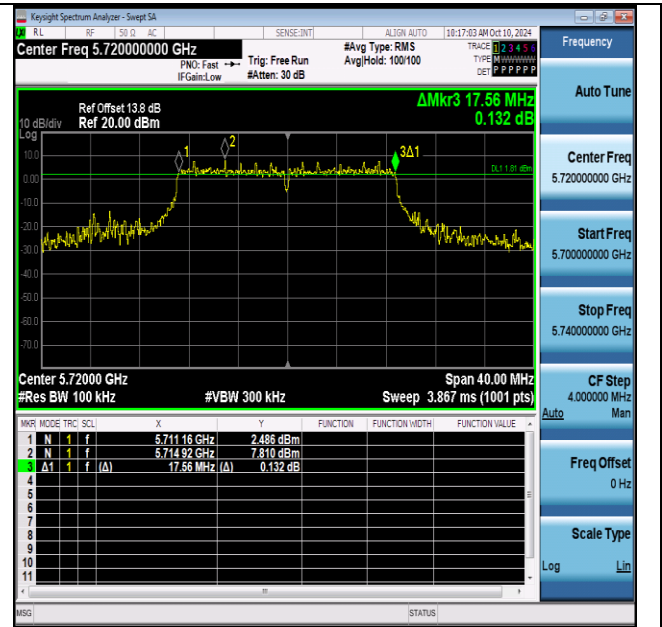 Keysight Spectrum Analyzer - Swept SA
LXI RL RF 50 Ω AC SENSE:INT ALIGN AUTO 10:17:03 AM Oct 10, 2024
Center Freq 5.720000000 GHz #Avg Type: RMS TRACE 1 2 3 4 5 6
PNO: Fast Trig: Free Run Avg|Hold: 100/100 TYPE M WWWWW
IFGain:Low #Atten: 30 dB DET P P P P P P
ΔMkr3 17.56 MHz
Ref Offset 13.8 dB
10 dB/div Ref 20.00 dBm 0.132 dB
Log
1 2 3Δ1
10.0
DL1 1.81 dBm
0.00
-10.0
-20.0
-30.0
-40.0
-50.0
-60.0
-70.0
Center 5.72000 GHz Span 40.00 MHz
#Res BW 100 kHz #VBW 300 kHz Sweep 3.867 ms (1001 pts)
MKR MODE TRC SCL X Y FUNCTION FUNCTION WIDTH FUNCTION VALUE
1 N 1 f 5.711 16 GHz 2.486 dBm
2 N 1 f 5.714 92 GHz 7.810 dBm
3 Δ1 1 f (Δ) 17.56 MHz (Δ) 0.132 dB
4
5
6
7
8
9
10
11
MSG STATUS
Frequency
Auto Tune
Center Freq
5.720000000 GHz
Start Freq
5.700000000 GHz
Stop Freq
5.740000000 GHz
CF Step
4.000000 MHz
Auto Man
Freq Offset
0 Hz
Scale Type
Log Lin